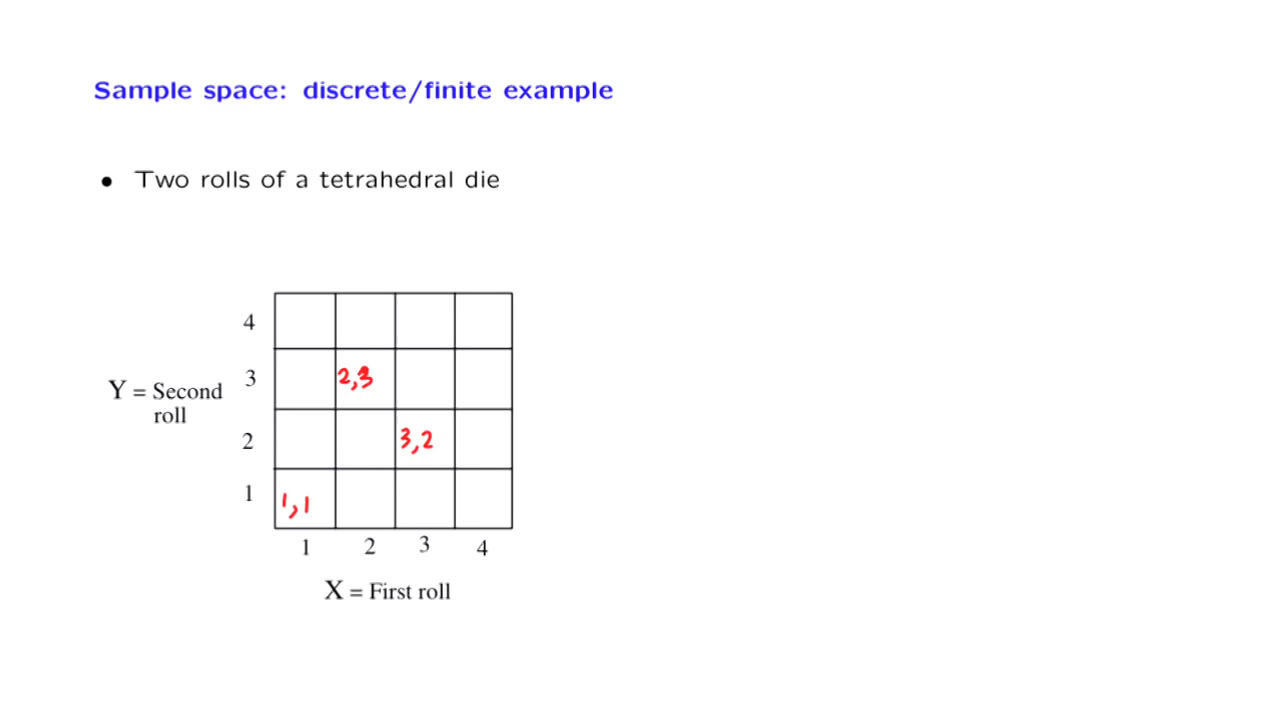 Sample space: discrete/finite example
• Two rolls of a tetrahedral die
4
2,3
3
Y = Second
roll
2
3,2
1
1,1
1 2 3 4
X = First roll